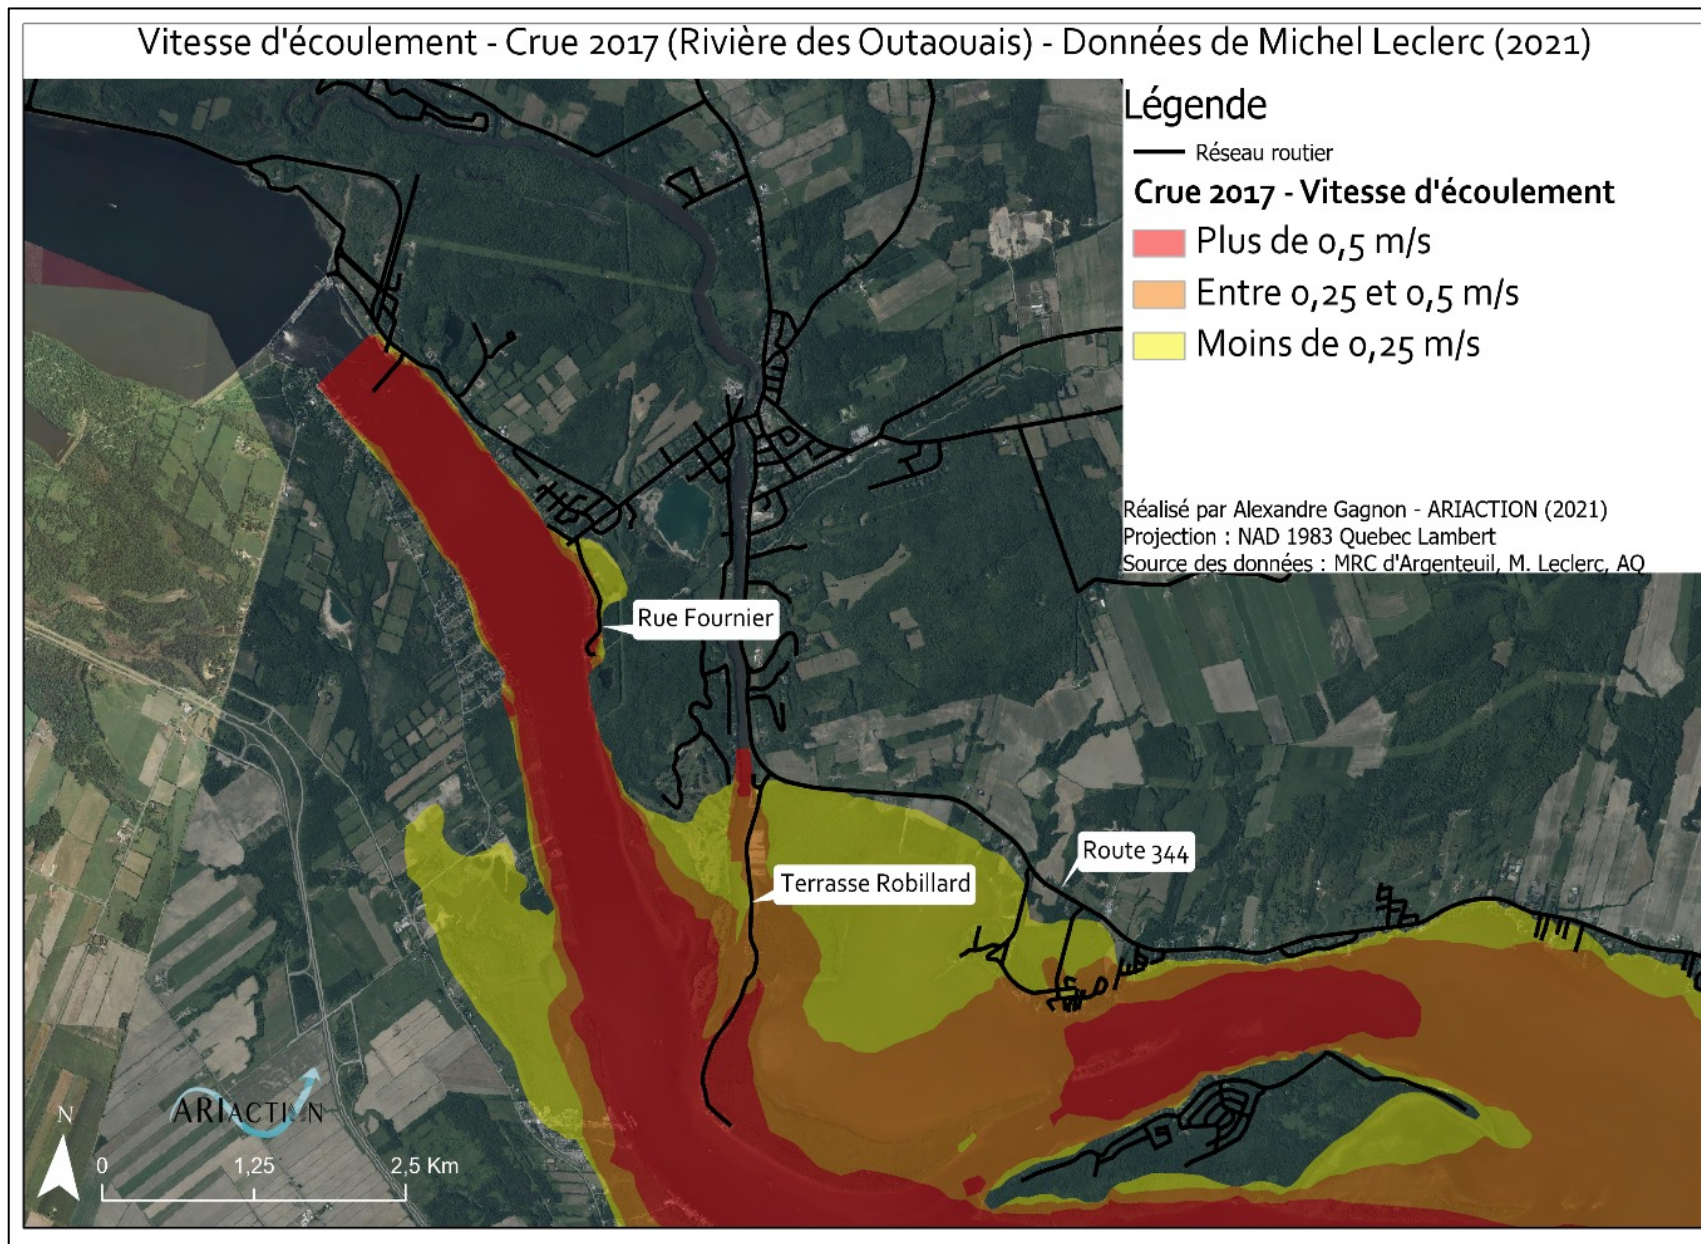 Vitesse d'écoulement - Crue 2017 (Rivière des Outaouais) - Données de Michel Leclerc (2021)
Légende
Réseau routier
Crue 2017 - Vitesse d'écoulement
Plus de 0,5 m/s
Entre 0,25 et 0,5 m/s
Moins de 0,25 m/s
Réalisé par Alexandre Gagnon - ARIACTION (2021)
Projection : NAD 1983 Quebec Lambert
Source des données : MRC d'Argenteuil, M. Leclerc, AQ
Rue Fournier
Route 344
Terrasse Robillard
ARIACTION
N
0 1,25 2,5 Km